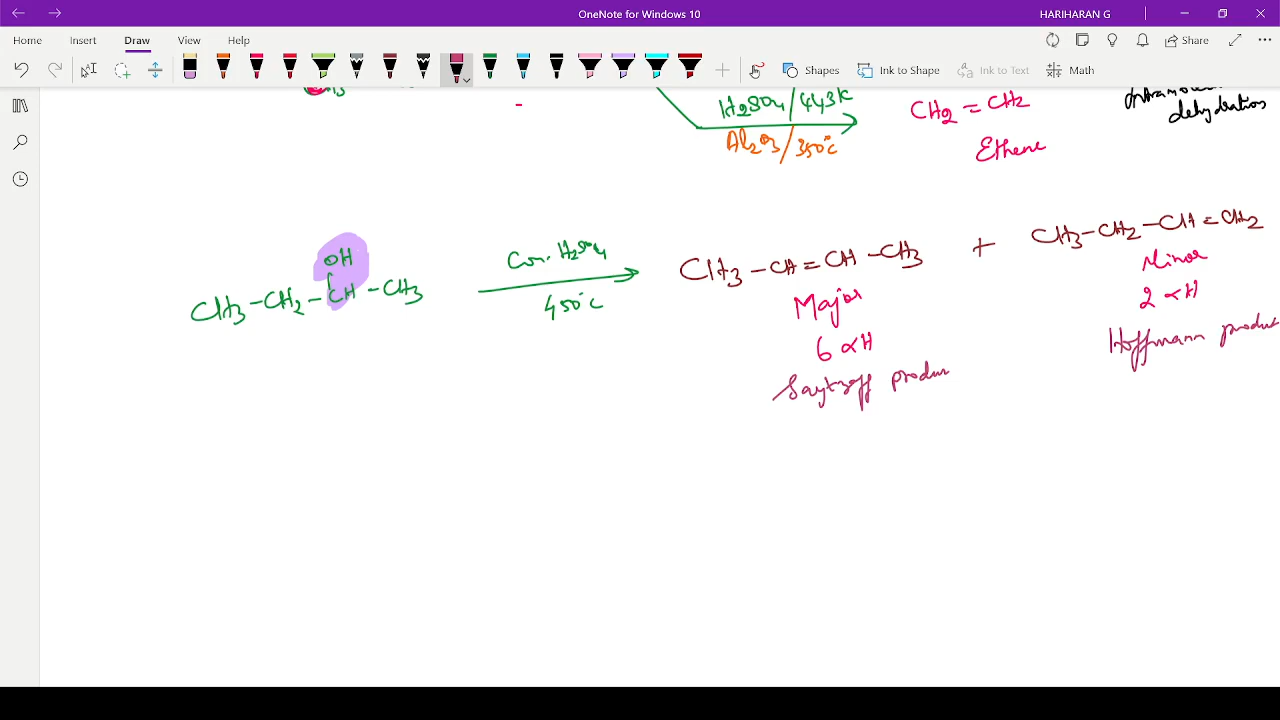 OneNote for Windows 10
HARIHARAN G
Home Insert Draw View Help
Share
Shapes Ink to Shape Ink to Text Math
H2SO4/443K
Al2O3/350°C
CH2 = CH2
Ethene
dehydration
OH
CH3-CH2-CH-CH3
Con. H2SO4
450°C
CH3-CH=CH-CH3 + CH3-CH2-CH=CH2
Major
6 αH
Saytzeff produ
Minor
2 αH
Hoffmann product